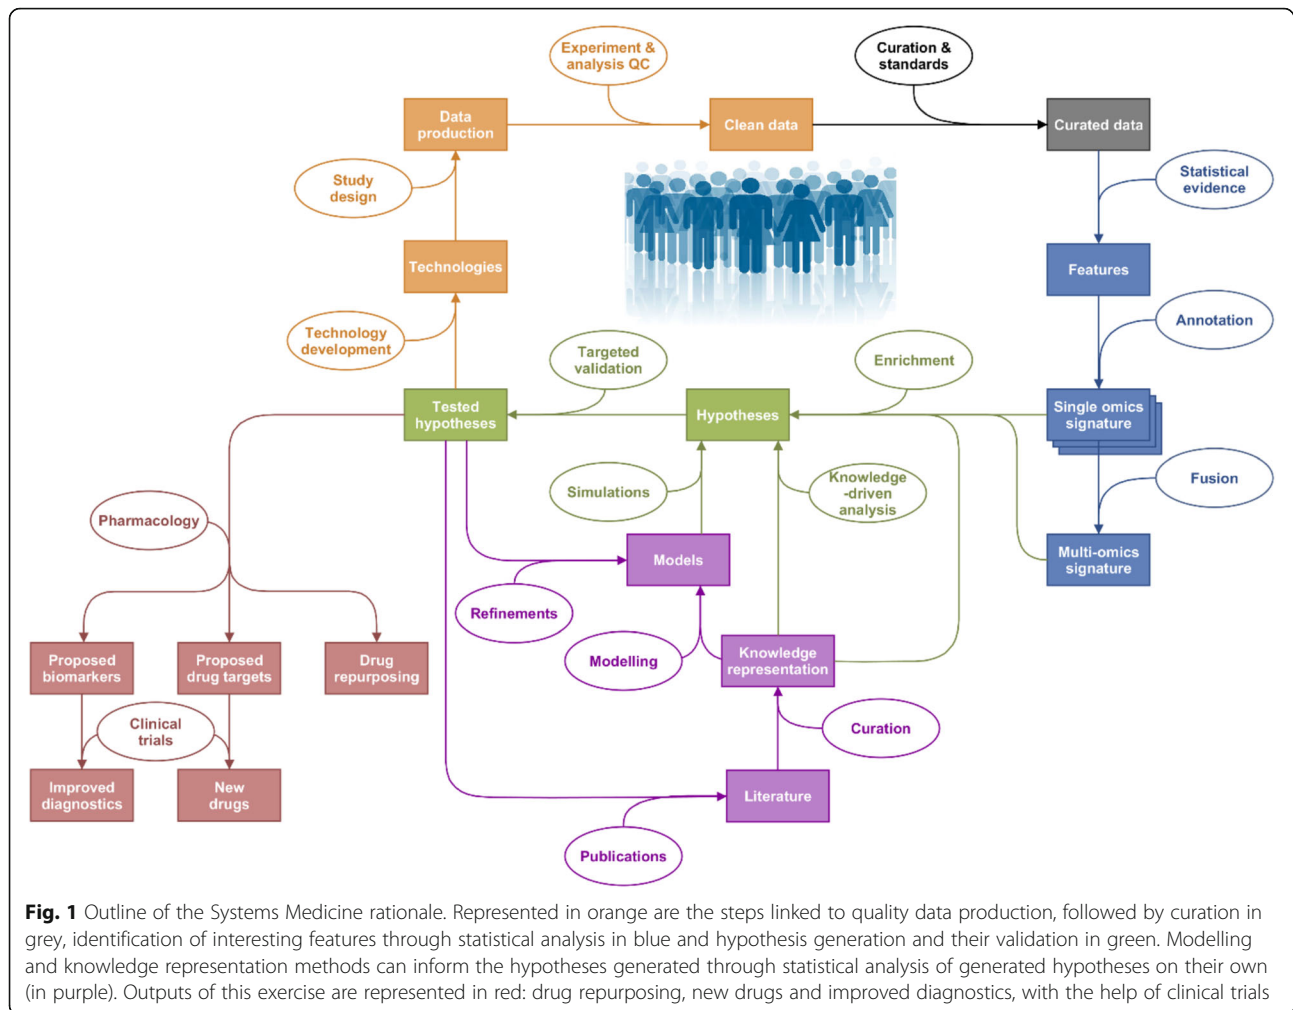 Experiment &
analysis QC
Curation &
standards
Data
production
Clean data
Curated data
Study
design
Statistical
evidence
Technologies
Features
Technology
development
Targeted
validation
Enrichment
Annotation
Tested
hypotheses
Hypotheses
Single omics
signature
Simulations
Knowledge
-driven
analysis
Fusion
Pharmacology
Models
Multi-omics
signature
Refinements
Proposed
biomarkers
Proposed
drug targets
Drug
repurposing
Modelling
Knowledge
representation
Clinical
trials
Curation
Improved
diagnostics
New
drugs
Literature
Publications
Fig. 1 Outline of the Systems Medicine rationale. Represented in orange are the steps linked to quality data production, followed by curation in
grey, identification of interesting features through statistical analysis in blue and hypothesis generation and their validation in green. Modelling
and knowledge representation methods can inform the hypotheses generated through statistical analysis of generated hypotheses on their own
(in purple). Outputs of this exercise are represented in red: drug repurposing, new drugs and improved diagnostics, with the help of clinical trials